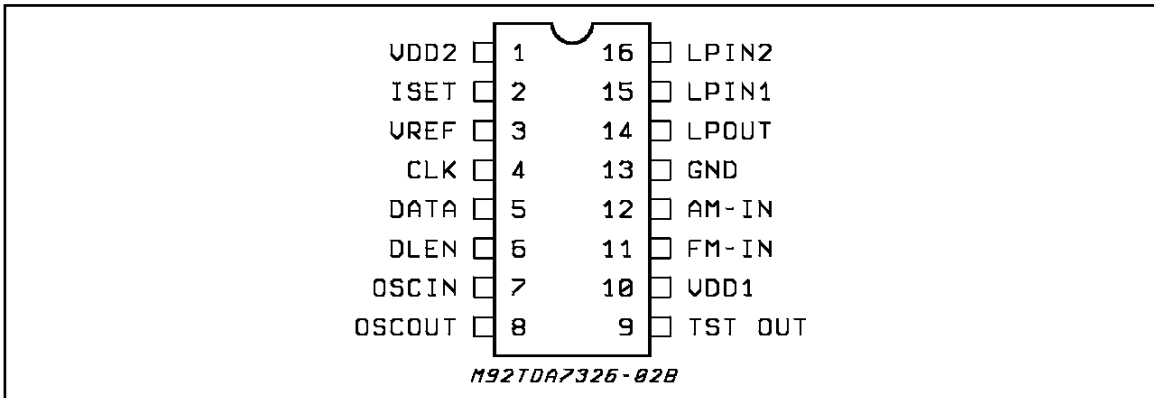 VDD2 1 16 LPIN2
ISET 2 15 LPIN1
VREF 3 14 LPOUT
CLK 4 13 GND
DATA 5 12 AM-IN
DLEN 6 11 FM-IN
OSCIN 7 10 VDD1
OSCOUT 8 9 TST OUT
M92TDA7326-02B